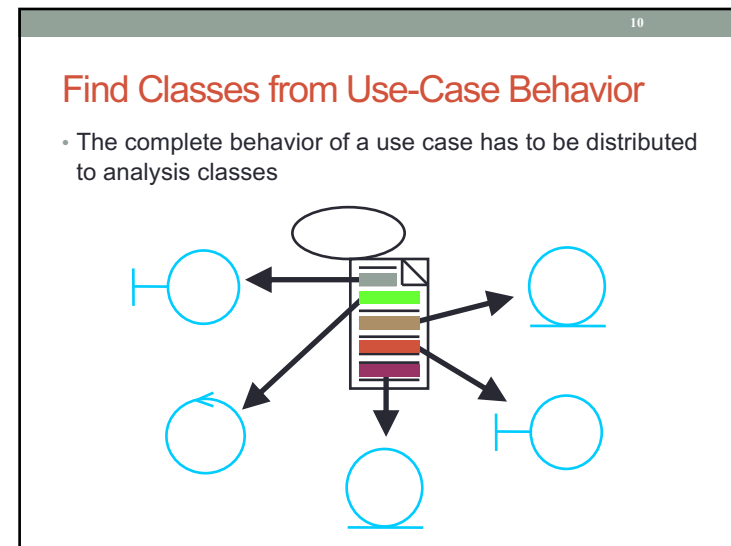 10
Find Classes from Use-Case Behavior
• The complete behavior of a use case has to be distributed
to analysis classes